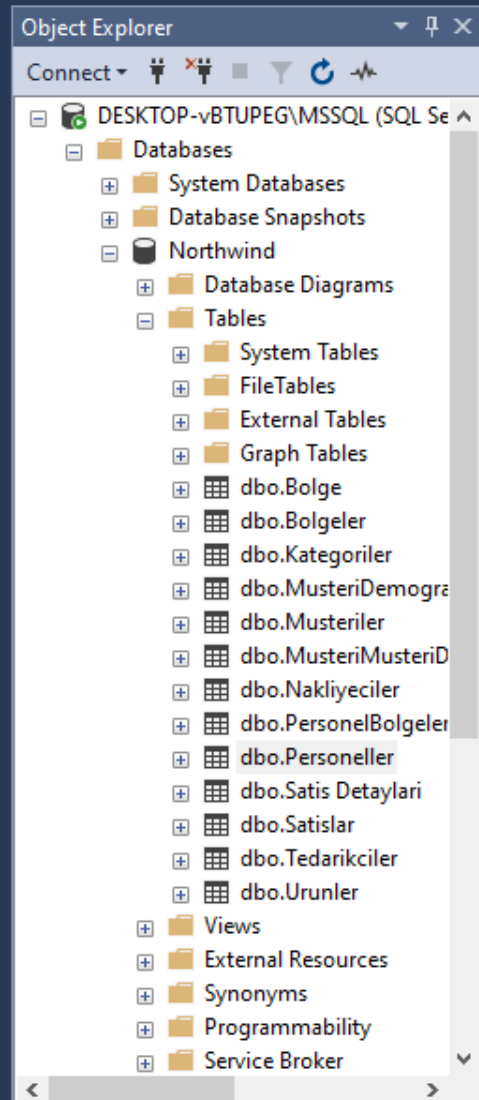 Object Explorer
Connect
DESKTOP-vBTUPEG\MSSQL (SQL Se
Databases
System Databases
Database Snapshots
Northwind
Database Diagrams
Tables
System Tables
FileTables
External Tables
Graph Tables
dbo.Bolge
dbo.Bolgeler
dbo.Kategoriler
dbo.MusteriDemogra
dbo.Musteriler
dbo.MusteriMusteriD
dbo.Nakliyeciler
dbo.PersonelBolgeler
dbo.Personeller
dbo.Satis Detaylari
dbo.Satislar
dbo.Tedarikciler
dbo.Urunler
Views
External Resources
Synonyms
Programmability
Service Broker